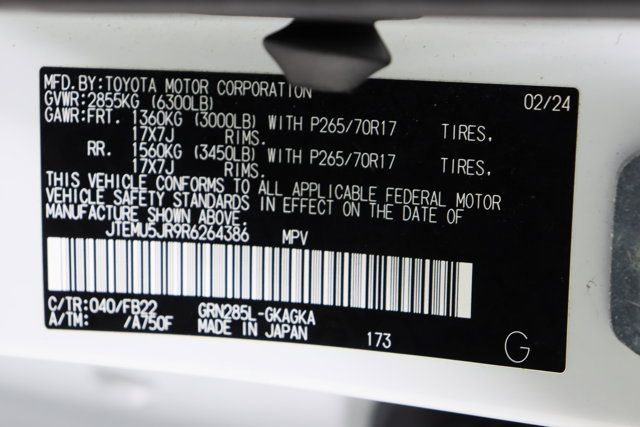 MFD.BY:TOYOTA MOTOR CORPORATION 02/24
GVWR:2855KG (6300LB)
GAWR:FRT. 1360KG (3000LB) WITH P265/70R17 TIRES,
17X7J RIMS.
RR. 1560KG (3450LB) WITH P265/70R17 TIRES,
17X7J RIMS.
THIS VEHICLE CONFORMS TO ALL APPLICABLE FEDERAL MOTOR
VEHICLE SAFETY STANDARDS IN EFFECT ON THE DATE OF
MANUFACTURE SHOWN ABOVE.
JTEMU5JR9R6264386 MPV
C/TR:040/FB22 GRN285L-GKAGKA
A/TM: /A750F MADE IN JAPAN 173
G